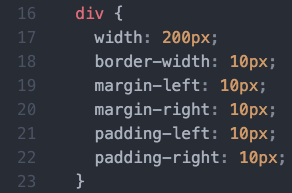 16 div {
17 width: 200px;
18 border-width: 10px;
19 margin-left: 10px;
20 margin-right: 10px;
21 padding-left: 10px;
22 padding-right: 10px;
23 }